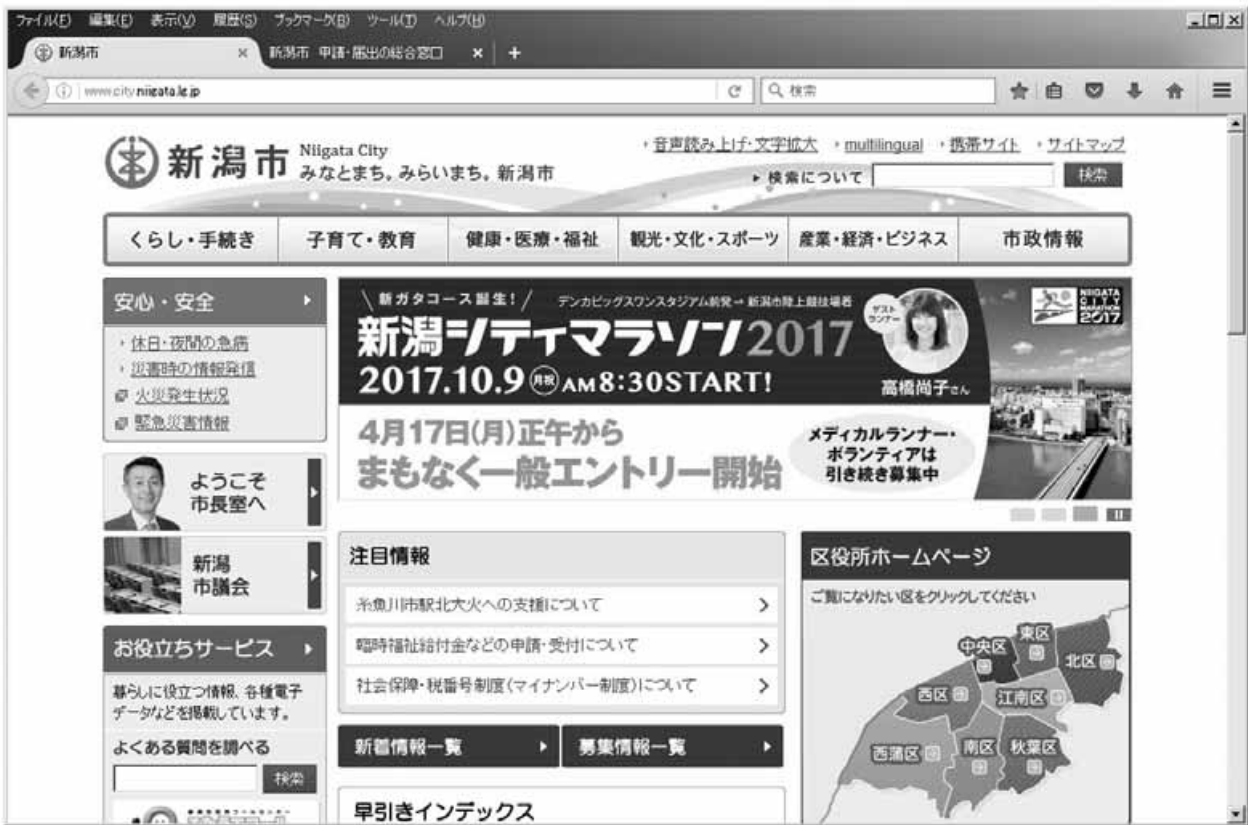 ファイル(F) 編集(E) 表示(V) 履歴(S) ブックマーク(B) ツール(T) ヘルプ(H)
新潟市 × 新潟市 申請・届出の総合窓口 × +
www.city.niigata.lg.jp 検索
新潟市 Niigata City
みなとまち。みらいまち。新潟市
音声読み上げ・文字拡大 multilingual 携帯サイト サイトマップ
検索について 検索
くらし・手続き 子育て・教育 健康・医療・福祉 観光・文化・スポーツ 産業・経済・ビジネス 市政情報
安心・安全
休日・夜間の急病
災害時の情報発信
火災発生状況
緊急災害情報
ようこそ
市長室へ
新潟
市議会
お役立ちサービス
暮らしに役立つ情報、各種電子
データなどを掲載しています。
よくある質問を調べる
検索
\新ガタコース誕生!/ デンカビッグスワンスタジアム前発→新潟市陸上競技場着
新潟シティマラソン2017
2017.10.9 月祝 AM8:30START!
ゲスト
ランナー
高橋尚子さん
NIIGATA
CITY
MARATHON
2017
4月17日(月)正午から
まもなく一般エントリー開始
メディカルランナー・
ボランティアは
引き続き募集中
注目情報
糸魚川市駅北大火への支援について
臨時福祉給付金などの申請・受付について
社会保障・税番号制度(マイナンバー制度)について
新着情報一覧 募集情報一覧
早引きインデックス
区役所ホームページ
ご覧になりたい区をクリックしてください
東区
中央区
北区
西区
江南区
西蒲区
南区
秋葉区